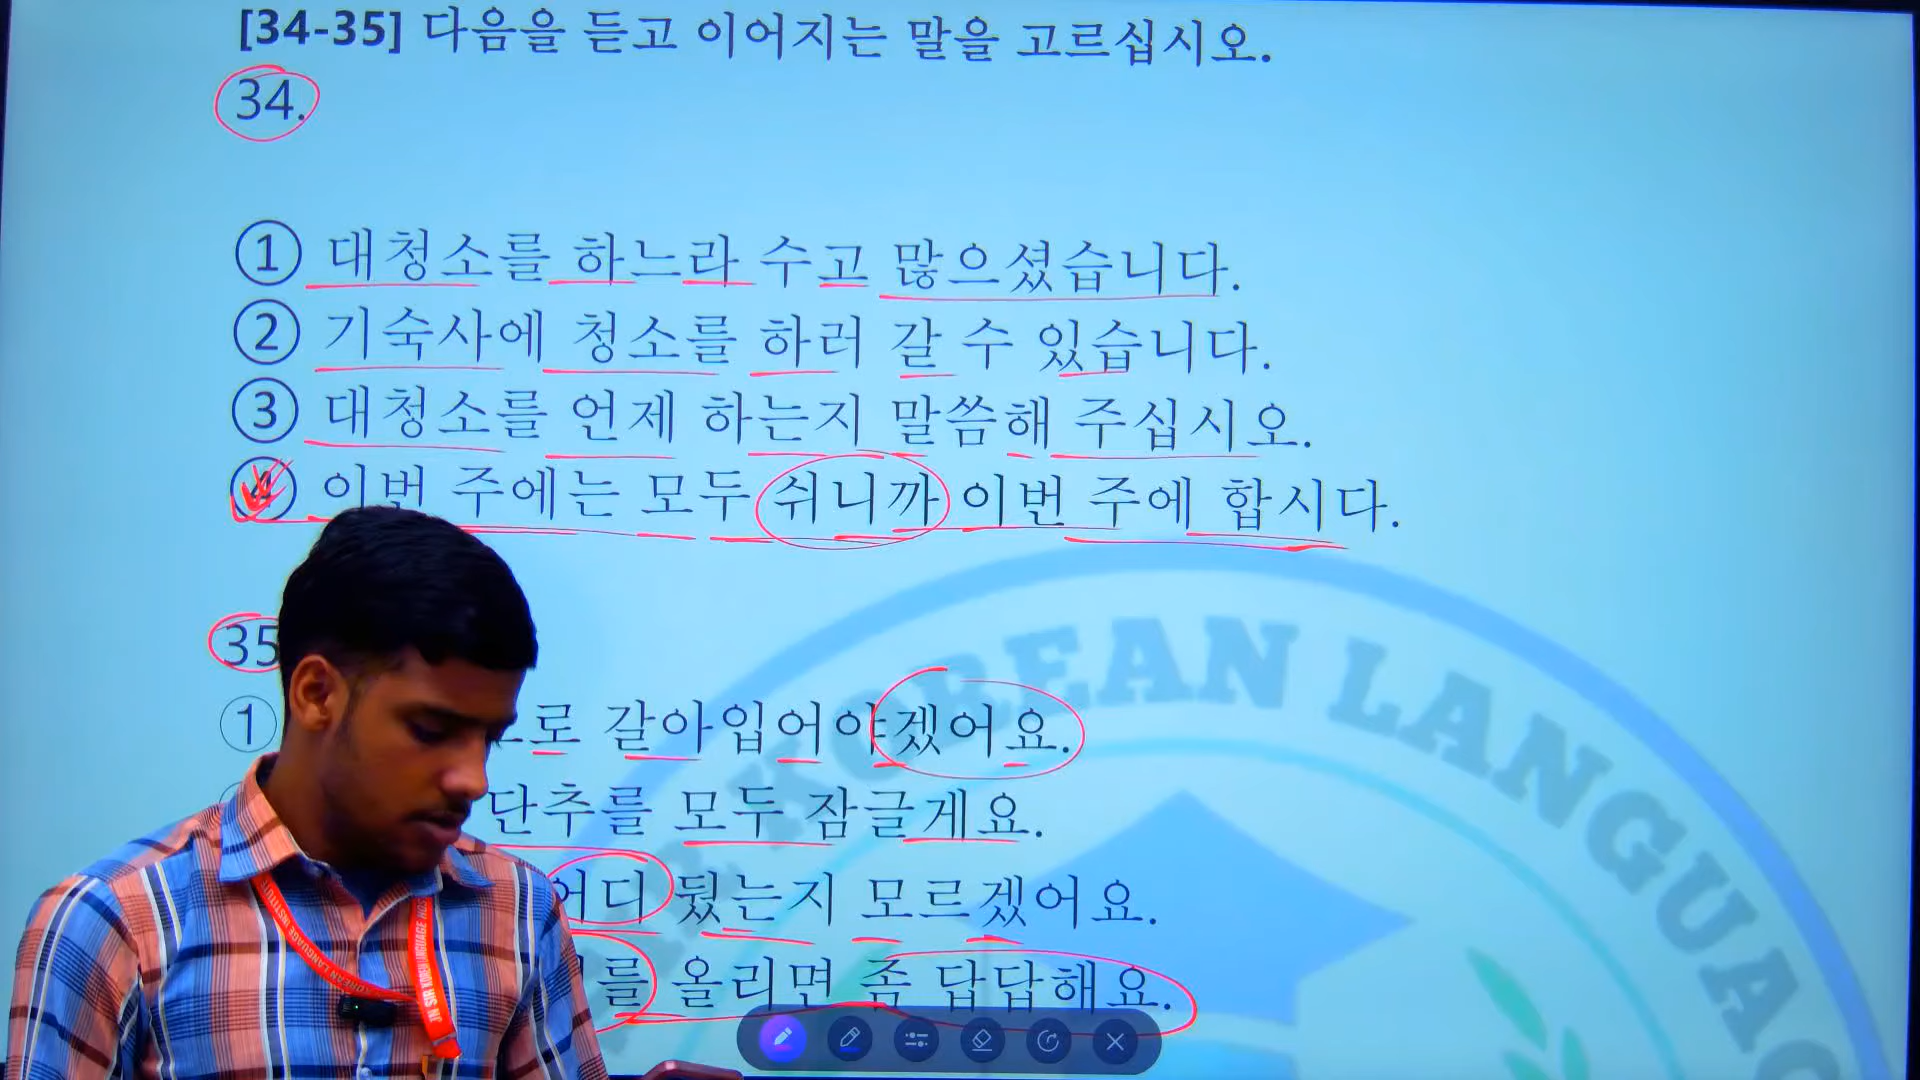 [34-35] 다음을 듣고 이어지는 말을 고르십시오.
34.
① 대청소를 하느라 수고 많으셨습니다.
② 기숙사에 청소를 하러 갈 수 있습니다.
③ 대청소를 언제 하는지 말씀해 주십시오.
④ 이번 주에는 모두 쉬니까 이번 주에 합시다.
35
① 갈아입어야겠어요.
단추를 모두 잠글게요.
어디 뒀는지 모르겠어요.
올리면 좀 답답해요.
KOREAN LANGUAG
SIR KOREAN LANGUAGE